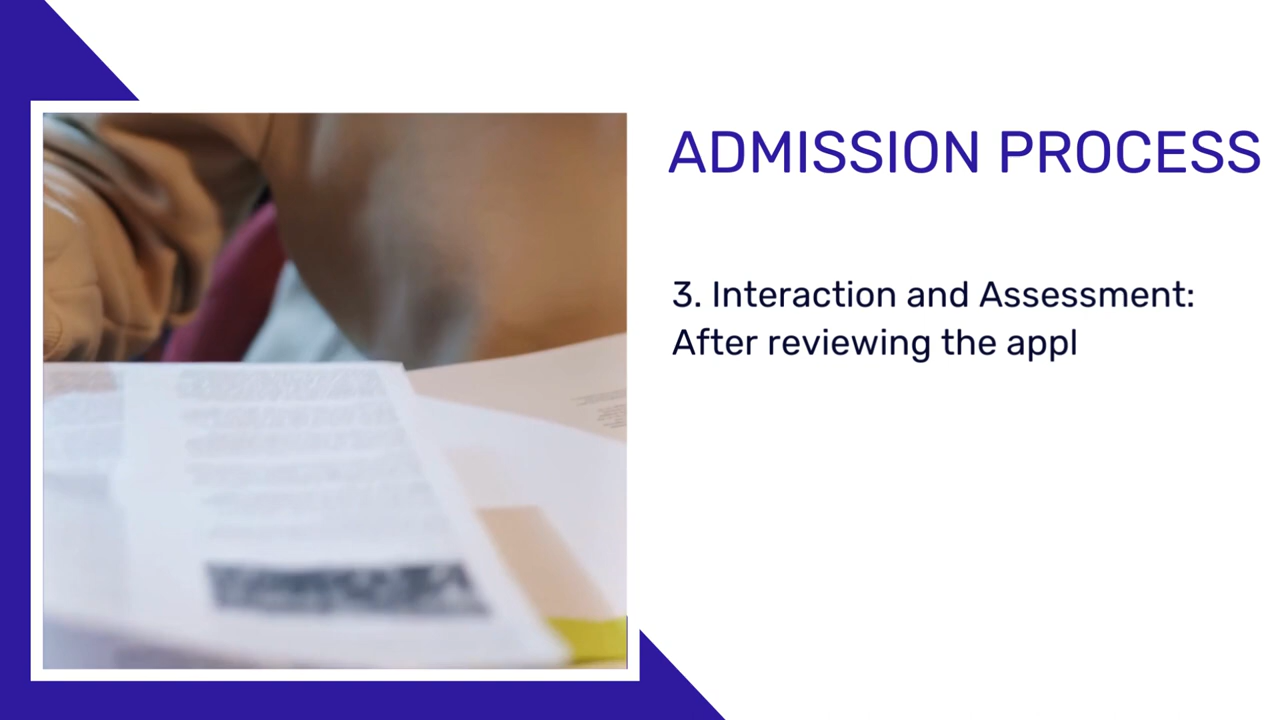 ADMISSION PROCESS
3. Interaction and Assessment:
After reviewing the appl